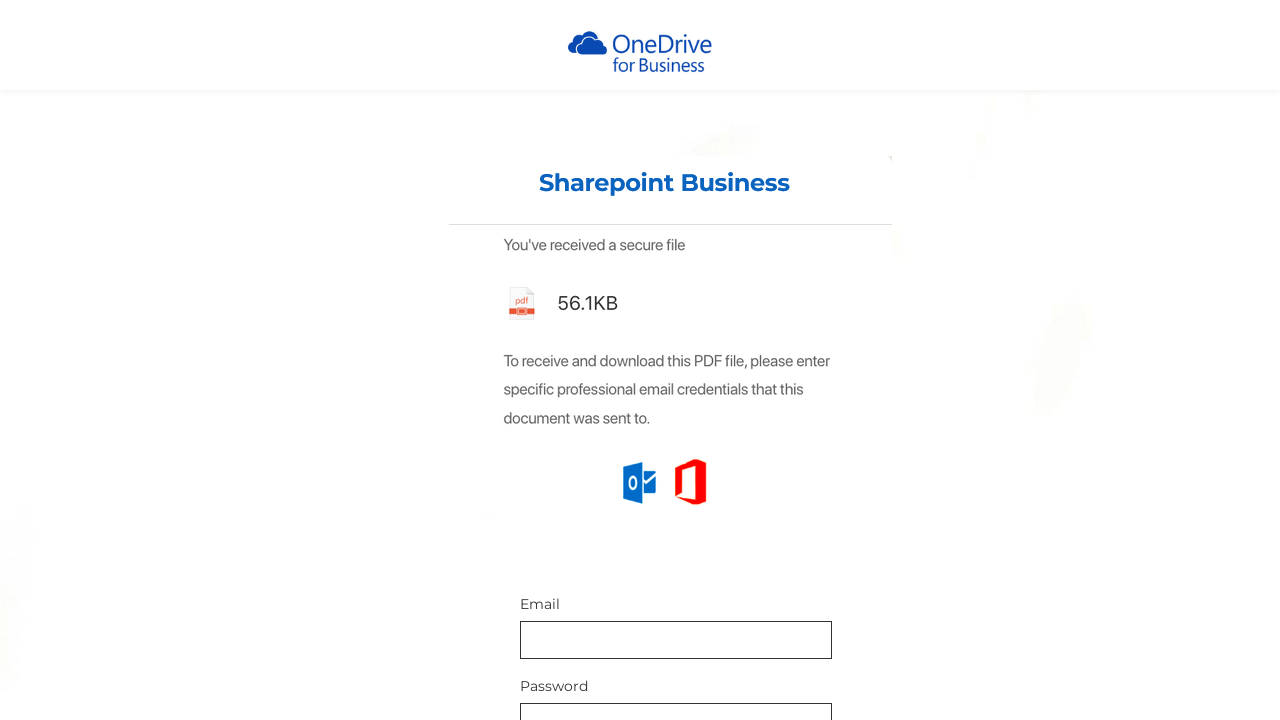 OneDrive
for Business
Sharepoint Business
You've received a secure file
pdf
56.1KB
To receive and download this PDF file, please enter
specific professional email credentials that this
document was sent to.
Email
Password